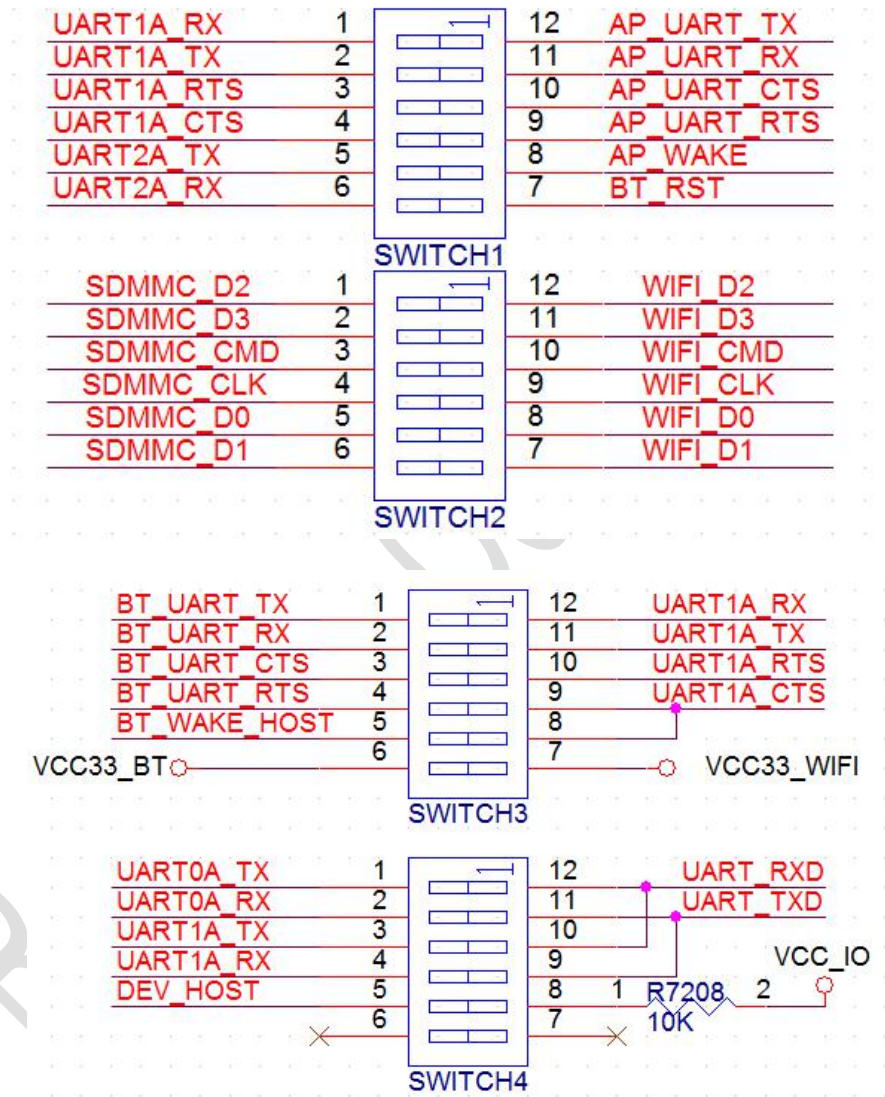 UART1A_RX 1 12 AP_UART_TX
UART1A_TX 2 11 AP_UART_RX
UART1A_RTS 3 10 AP_UART_CTS
UART1A_CTS 4 9 AP_UART_RTS
UART2A_TX 5 8 AP_WAKE
UART2A_RX 6 7 BT_RST
SWITCH1
SDMMC_D2 1 12 WIFI_D2
SDMMC_D3 2 11 WIFI_D3
SDMMC_CMD 3 10 WIFI_CMD
SDMMC_CLK 4 9 WIFI_CLK
SDMMC_D0 5 8 WIFI_D0
SDMMC_D1 6 7 WIFI_D1
SWITCH2
BT_UART_TX 1 12 UART1A_RX
BT_UART_RX 2 11 UART1A_TX
BT_UART_CTS 3 10 UART1A_RTS
BT_UART_RTS 4 9 UART1A_CTS
BT_WAKE_HOST 5 8
VCC33_BT 6 7 VCC33_WIFI
SWITCH3
UART0A_TX 1 12 UART_RXD
UART0A_RX 2 11 UART_TXD
UART1A_TX 3 10
UART1A_RX 4 9 VCC_IO
DEV_HOST 5 8 1 R7208 2
6 7 10K
SWITCH4